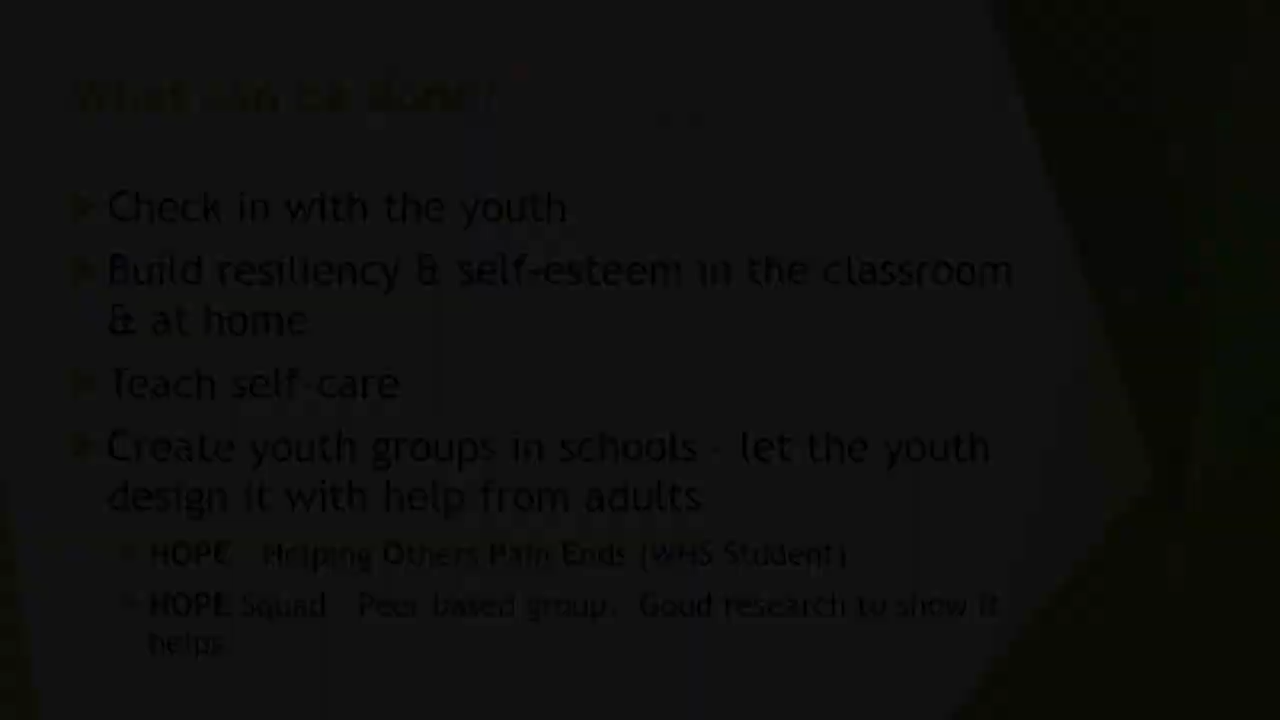 What can be done?
Check in with the youth
Build resiliency & self-esteem in the classroom
& at home
Teach self-care
Create youth groups in schools - let the youth
design it with help from adults
HOPE - Helping Others Pain Ends (WHS Student)
HOPE Squad - Peer based group. Good research to show it
helps